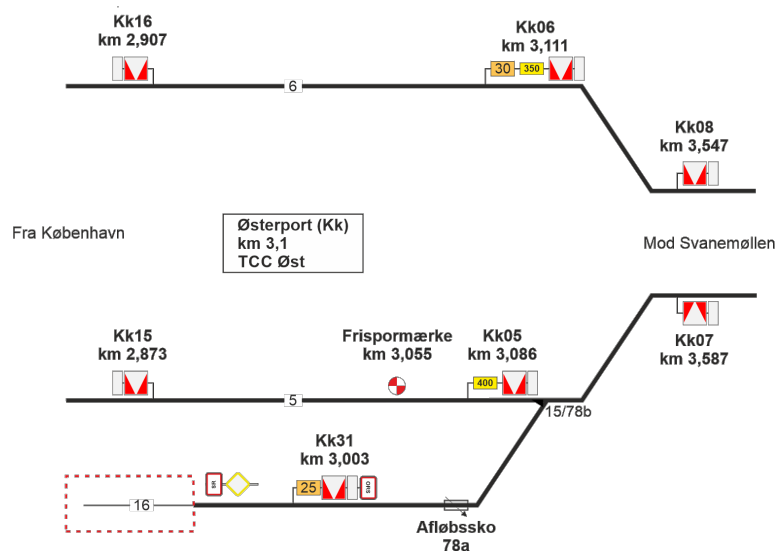 Kk16
km 2,907
Kk06
km 3,111
30
350
6
Kk08
km 3,547
Fra København
Østerport (Kk)
km 3,1
TCC Øst
Mod Svanemøllen
Kk15
km 2,873
Frispormærke
km 3,055
Kk05
km 3,086
Kk07
km 3,587
400
5
15/78b
Kk31
km 3,003
SR
25
ORS
16
Afløbssko
78a